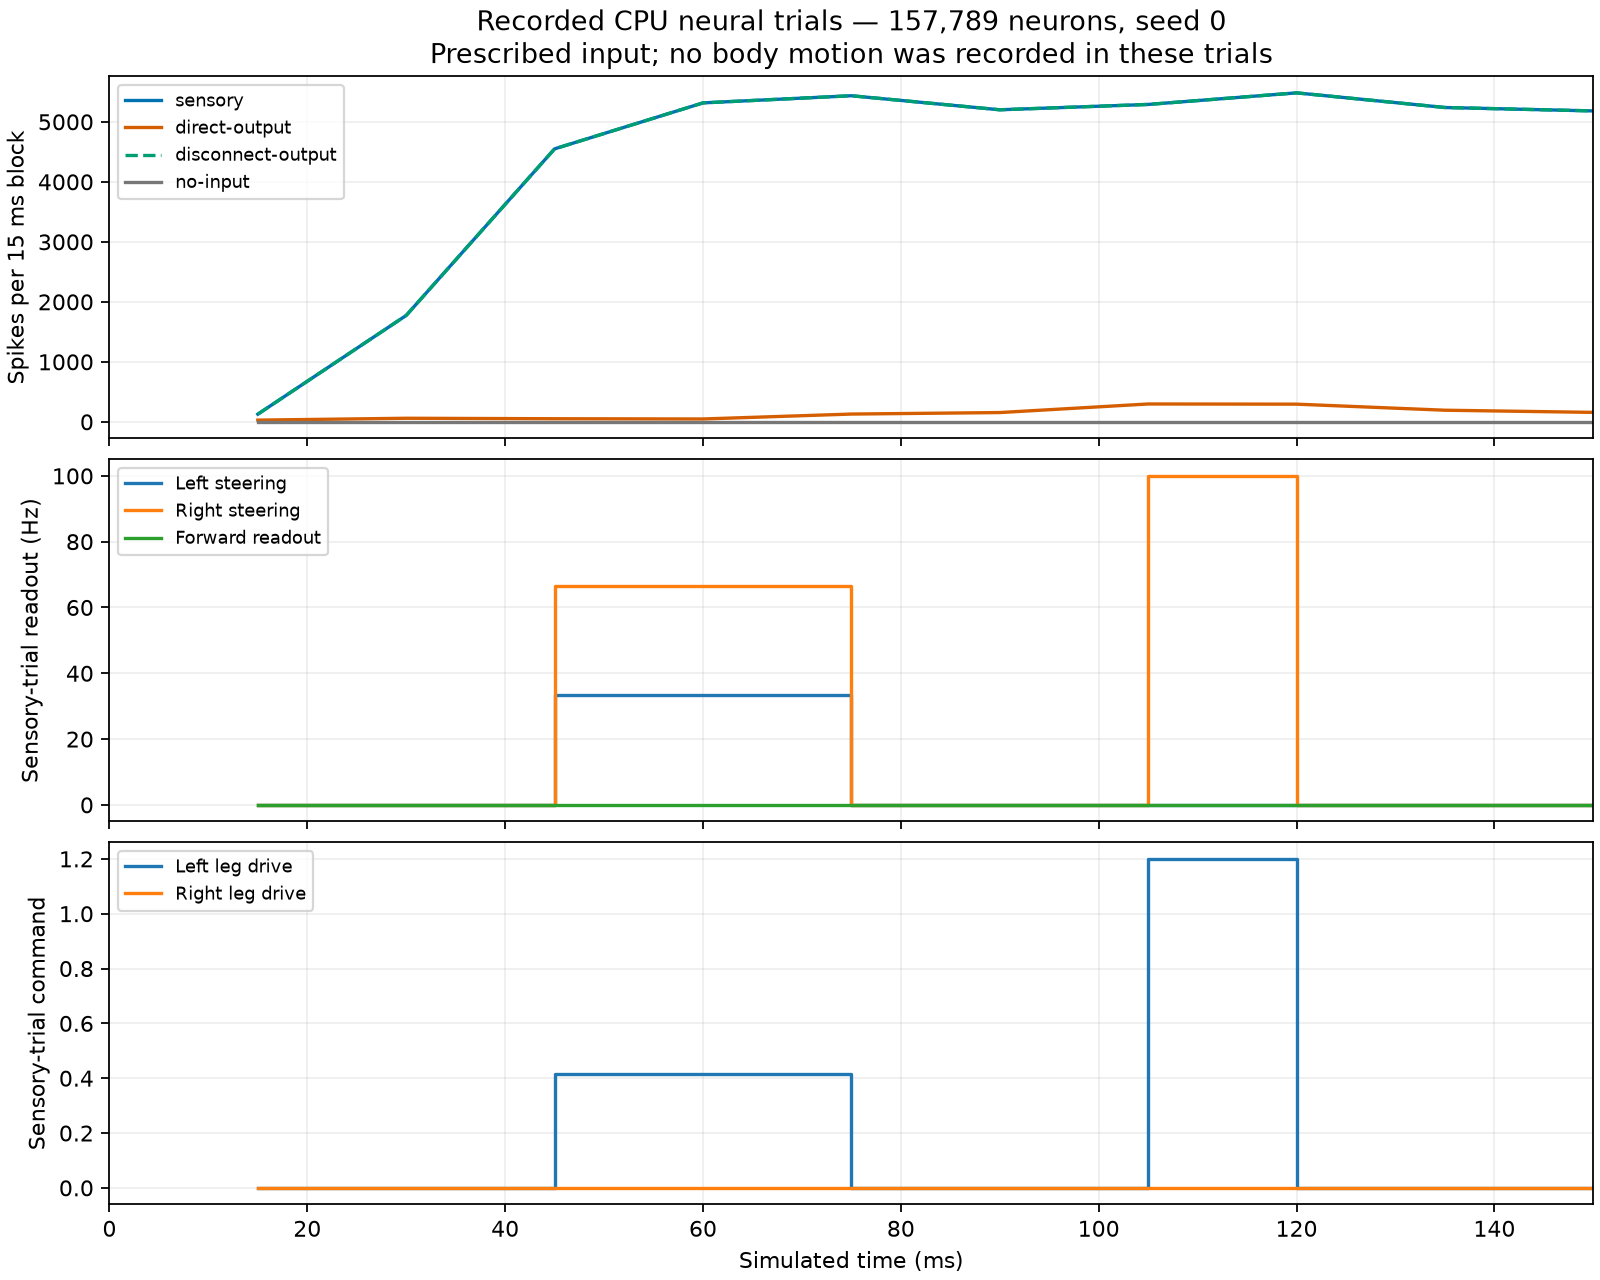 Recorded CPU neural trials — 157,789 neurons, seed 0
Prescribed input; no body motion was recorded in these trials
Spikes per 15 ms block
5000
4000
3000
2000
1000
0
sensory
direct-output
disconnect-output
no-input
Sensory-trial readout (Hz)
100
80
60
40
20
0
Left steering
Right steering
Forward readout
Sensory-trial command
1.2
1.0
0.8
0.6
0.4
0.2
0.0
Left leg drive
Right leg drive
0 20 40 60 80 100 120 140
Simulated time (ms)